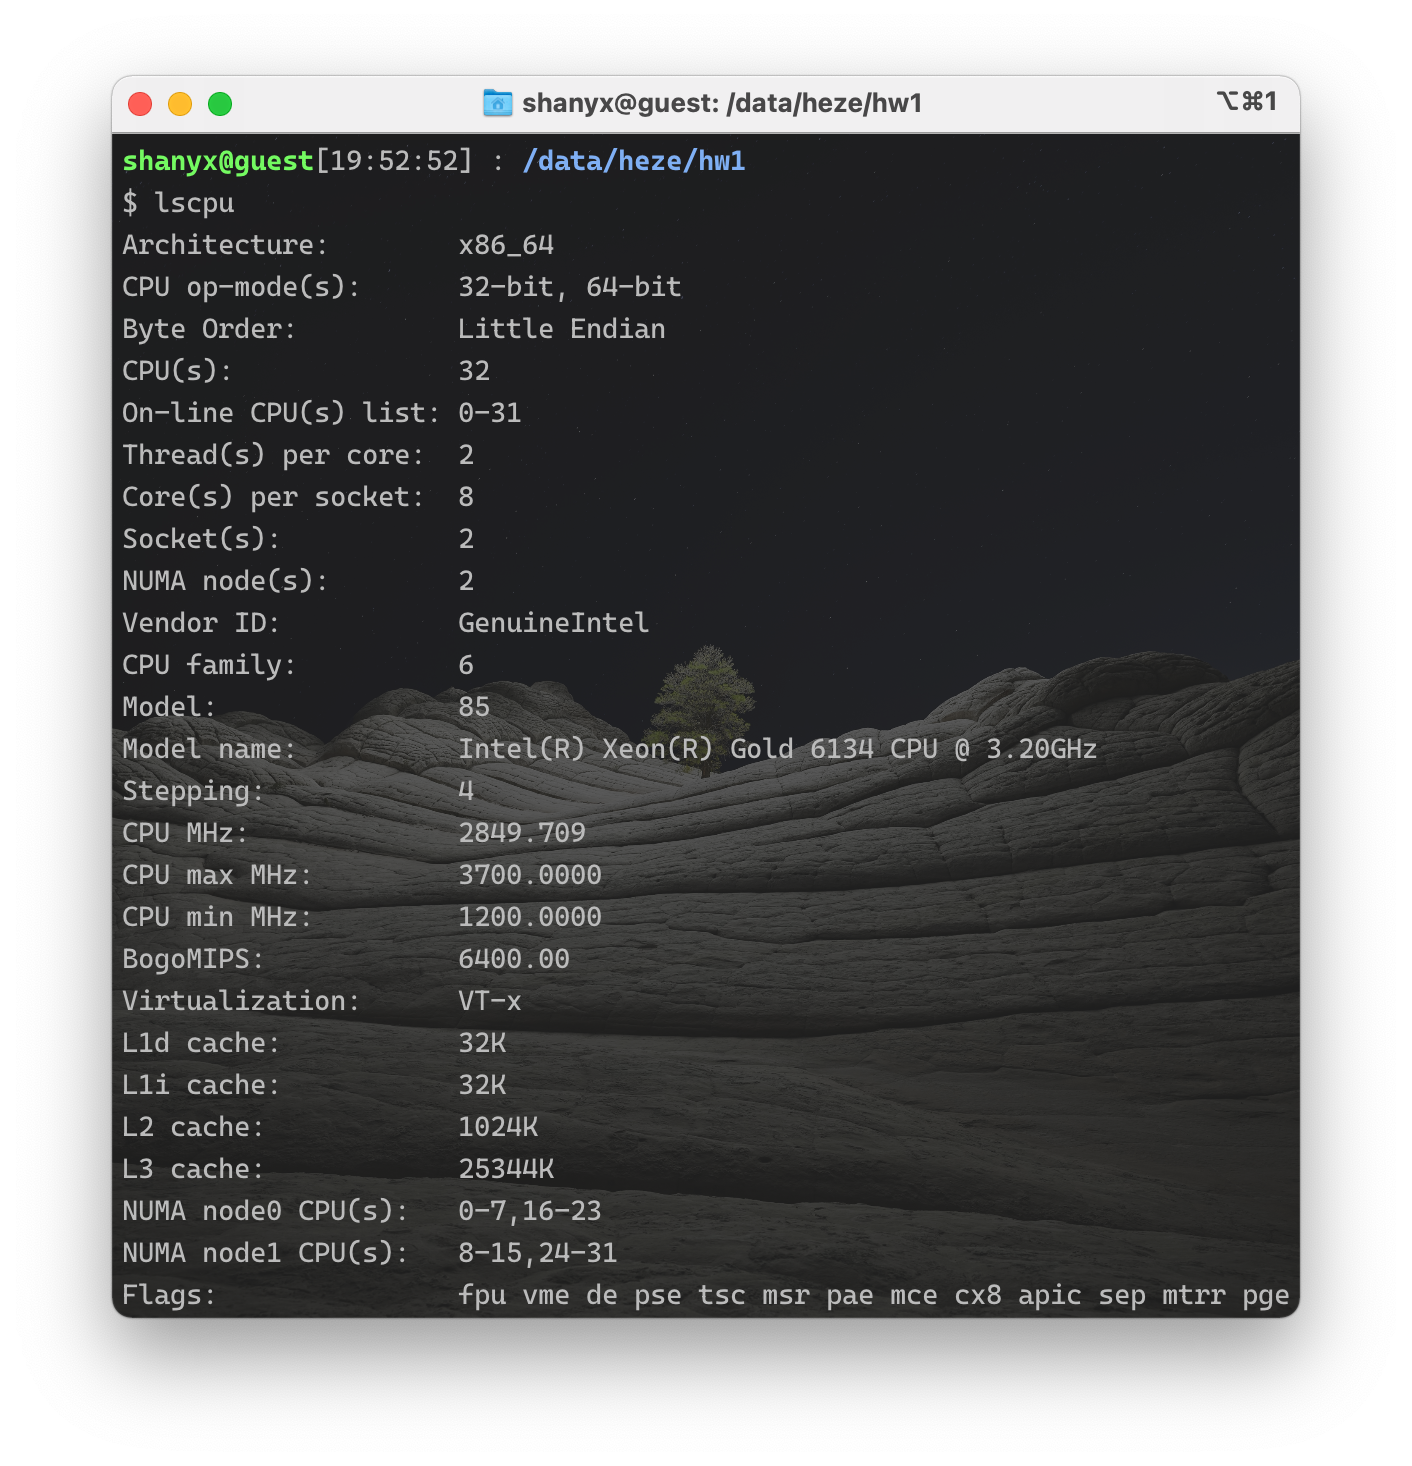 shanyx@guest: /data/heze/hw1 ⌥⌘1
shanyx@guest[19:52:52] : /data/heze/hw1
$ lscpu
Architecture: x86_64
CPU op-mode(s): 32-bit, 64-bit
Byte Order: Little Endian
CPU(s): 32
On-line CPU(s) list: 0-31
Thread(s) per core: 2
Core(s) per socket: 8
Socket(s): 2
NUMA node(s): 2
Vendor ID: GenuineIntel
CPU family: 6
Model: 85
Model name: Intel(R) Xeon(R) Gold 6134 CPU @ 3.20GHz
Stepping: 4
CPU MHz: 2849.709
CPU max MHz: 3700.0000
CPU min MHz: 1200.0000
BogoMIPS: 6400.00
Virtualization: VT-x
L1d cache: 32K
L1i cache: 32K
L2 cache: 1024K
L3 cache: 25344K
NUMA node0 CPU(s): 0-7,16-23
NUMA node1 CPU(s): 8-15,24-31
Flags: fpu vme de pse tsc msr pae mce cx8 apic sep mtrr pge